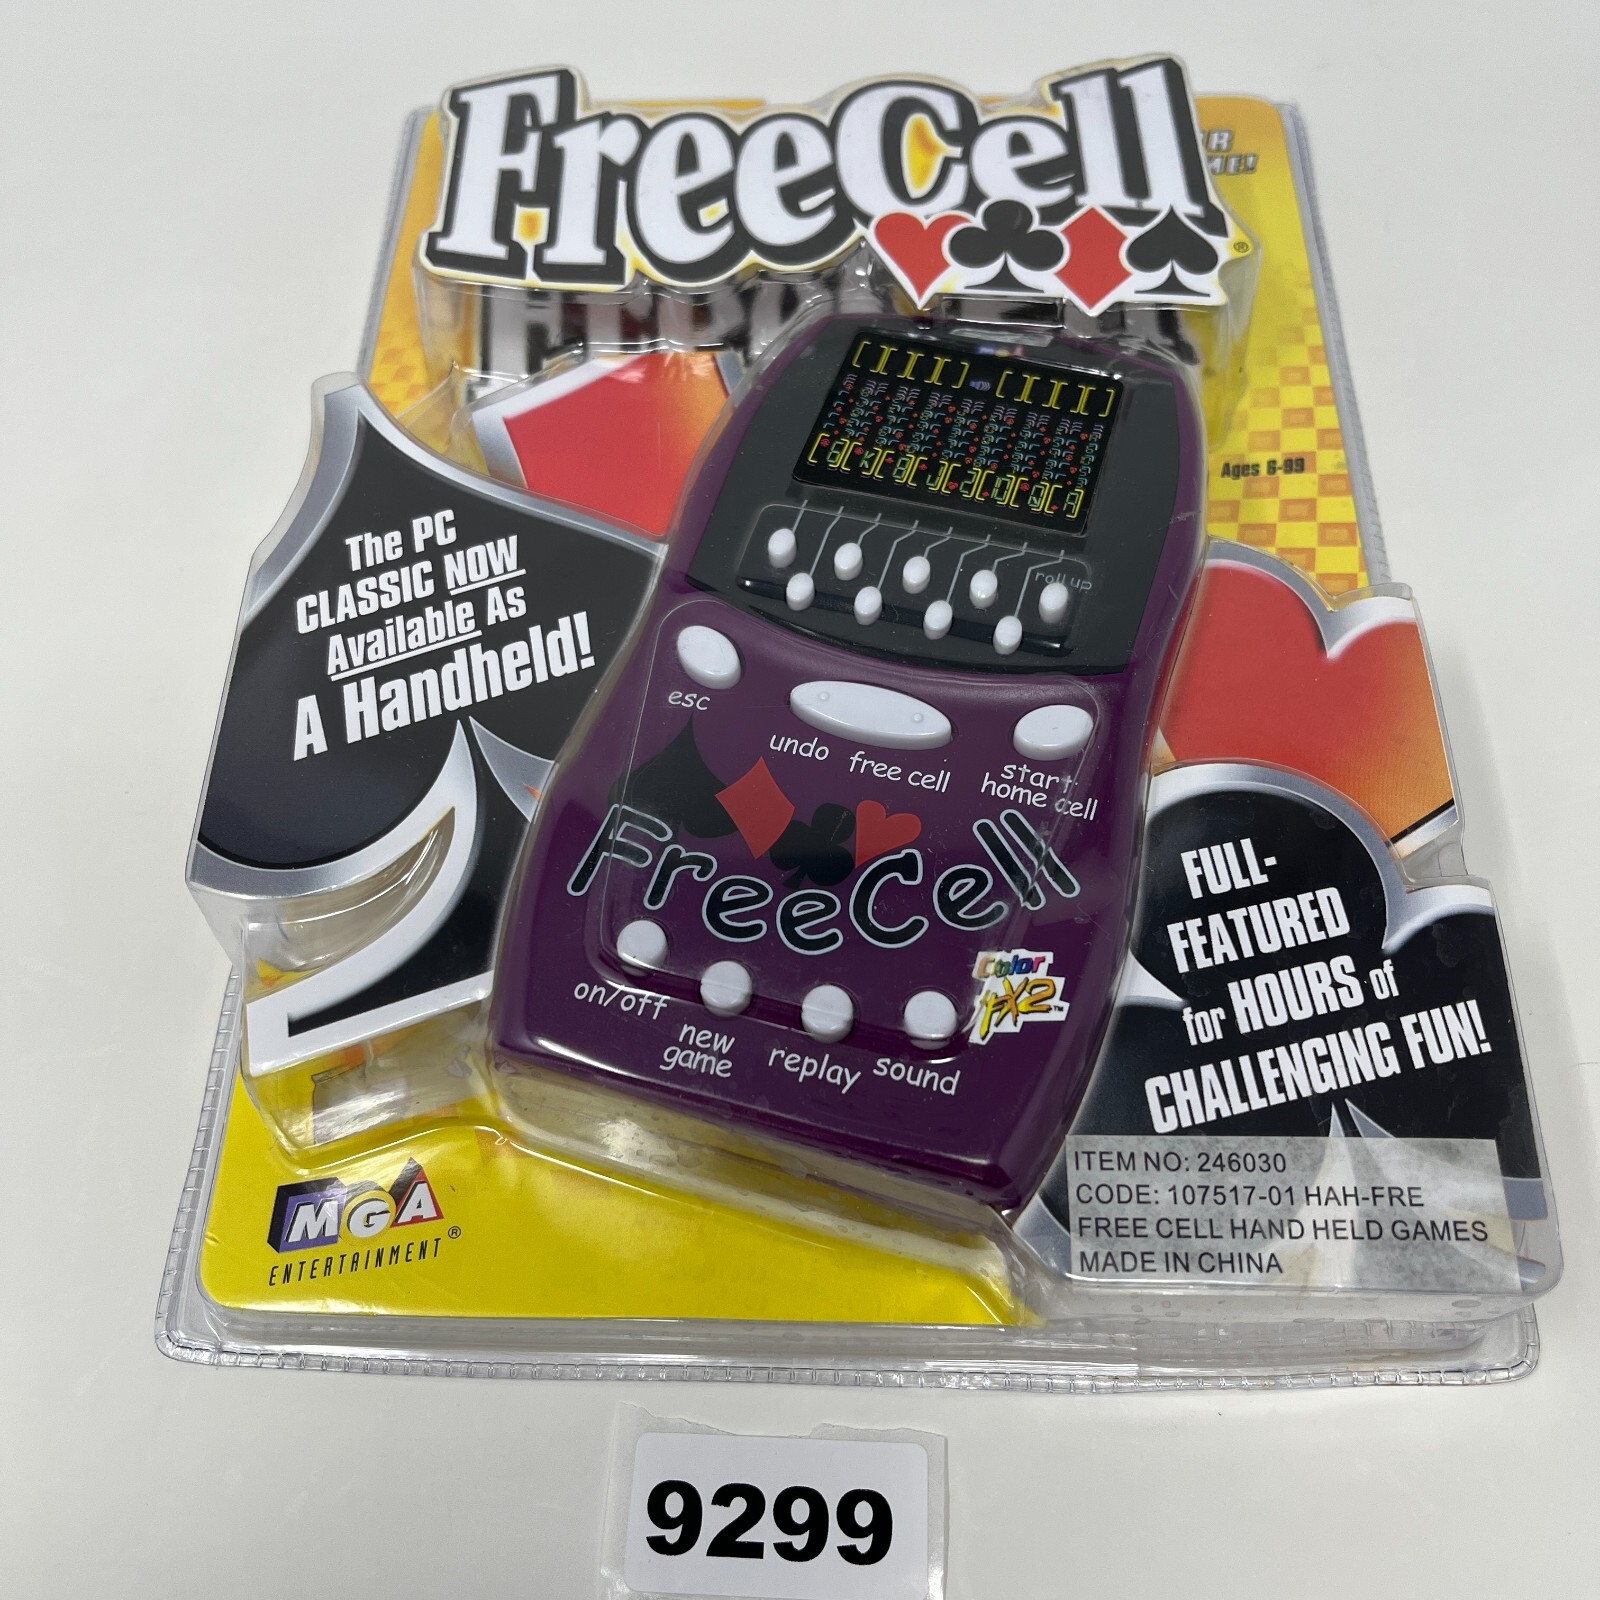 FreeCell
®
Ages 6-99
The PC
CLASSIC NOW
Available As
A Handheld!
roll up
esc
undo free cell
start
home cell
FreeCell
Color
FX2™
on/off
new
game
replay
sound
FULL-
FEATURED
for HOURS of
CHALLENGING FUN!
MGA
ENTERTAINMENT®
ITEM NO: 246030
CODE: 107517-01 HAH-FRE
FREE CELL HAND HELD GAMES
MADE IN CHINA
9299